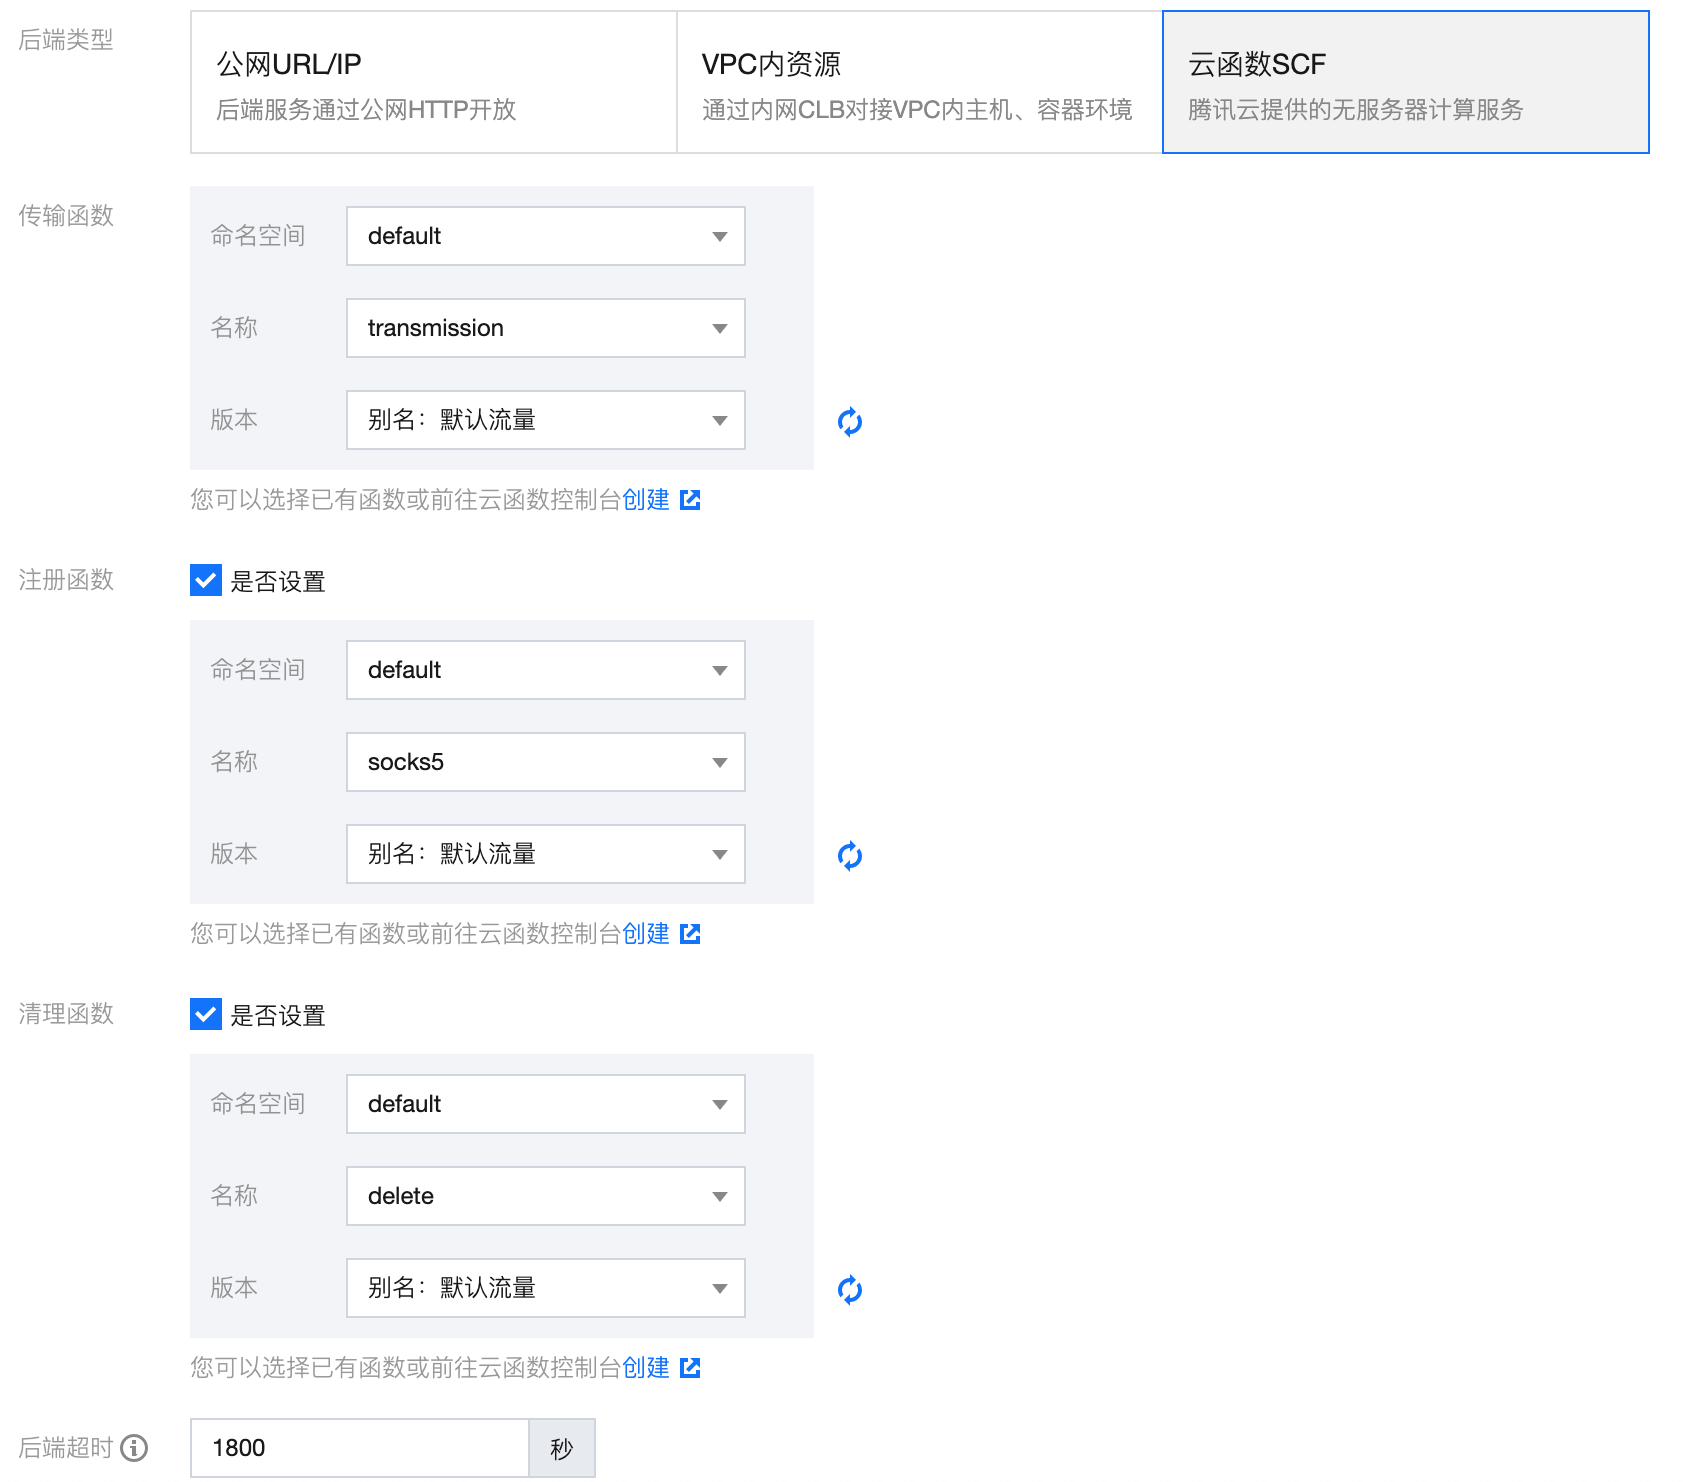 后端类型
公网URL/IP
后端服务通过公网HTTP开放
VPC内资源
通过内网CLB对接VPC内主机、容器环境
云函数SCF
腾讯云提供的无服务器计算服务
传输函数
命名空间 default
名称 transmission
版本 别名：默认流量
您可以选择已有函数或前往云函数控制台创建
注册函数 是否设置
命名空间 default
名称 socks5
版本 别名：默认流量
您可以选择已有函数或前往云函数控制台创建
清理函数 是否设置
命名空间 default
名称 delete
版本 别名：默认流量
您可以选择已有函数或前往云函数控制台创建
后端超时 1800 秒